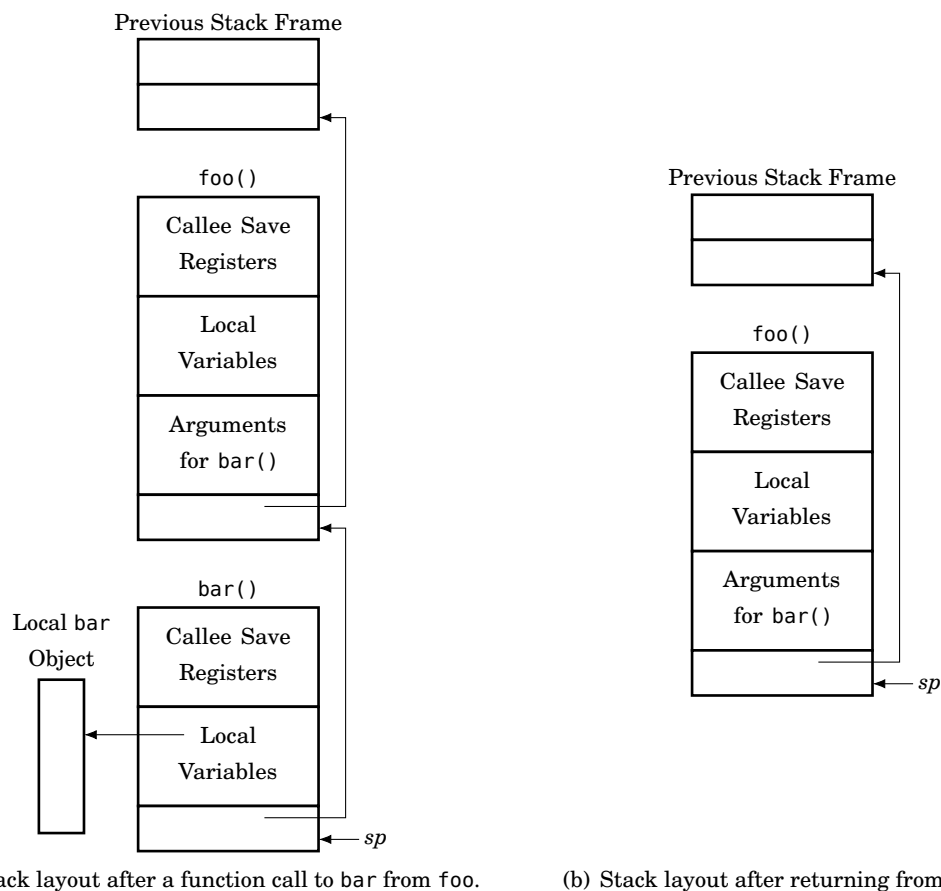 Previous Stack Frame
foo()
Callee Save
Registers
Local
Variables
Arguments
for bar()
bar()
Local bar
Object
Callee Save
Registers
Local
Variables
sp
layout after a function call to bar from foo.
Previous Stack Frame
foo()
Callee Save
Registers
Local
Variables
Arguments
for bar()
sp
(b) Stack layout after returning from